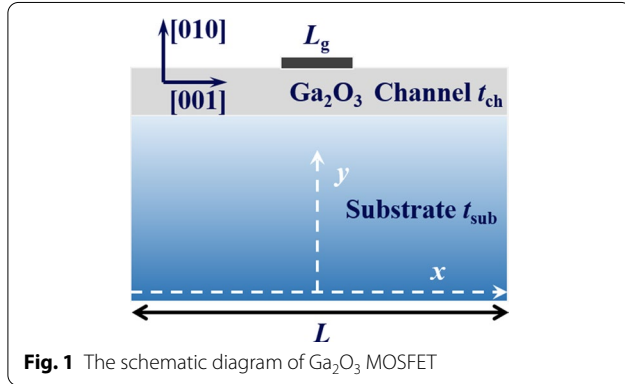 [010]
L_g
[001]
Ga₂O₃ Channel t_ch
y
Substrate t_sub
x
L
Fig. 1 The schematic diagram of Ga₂O₃ MOSFET